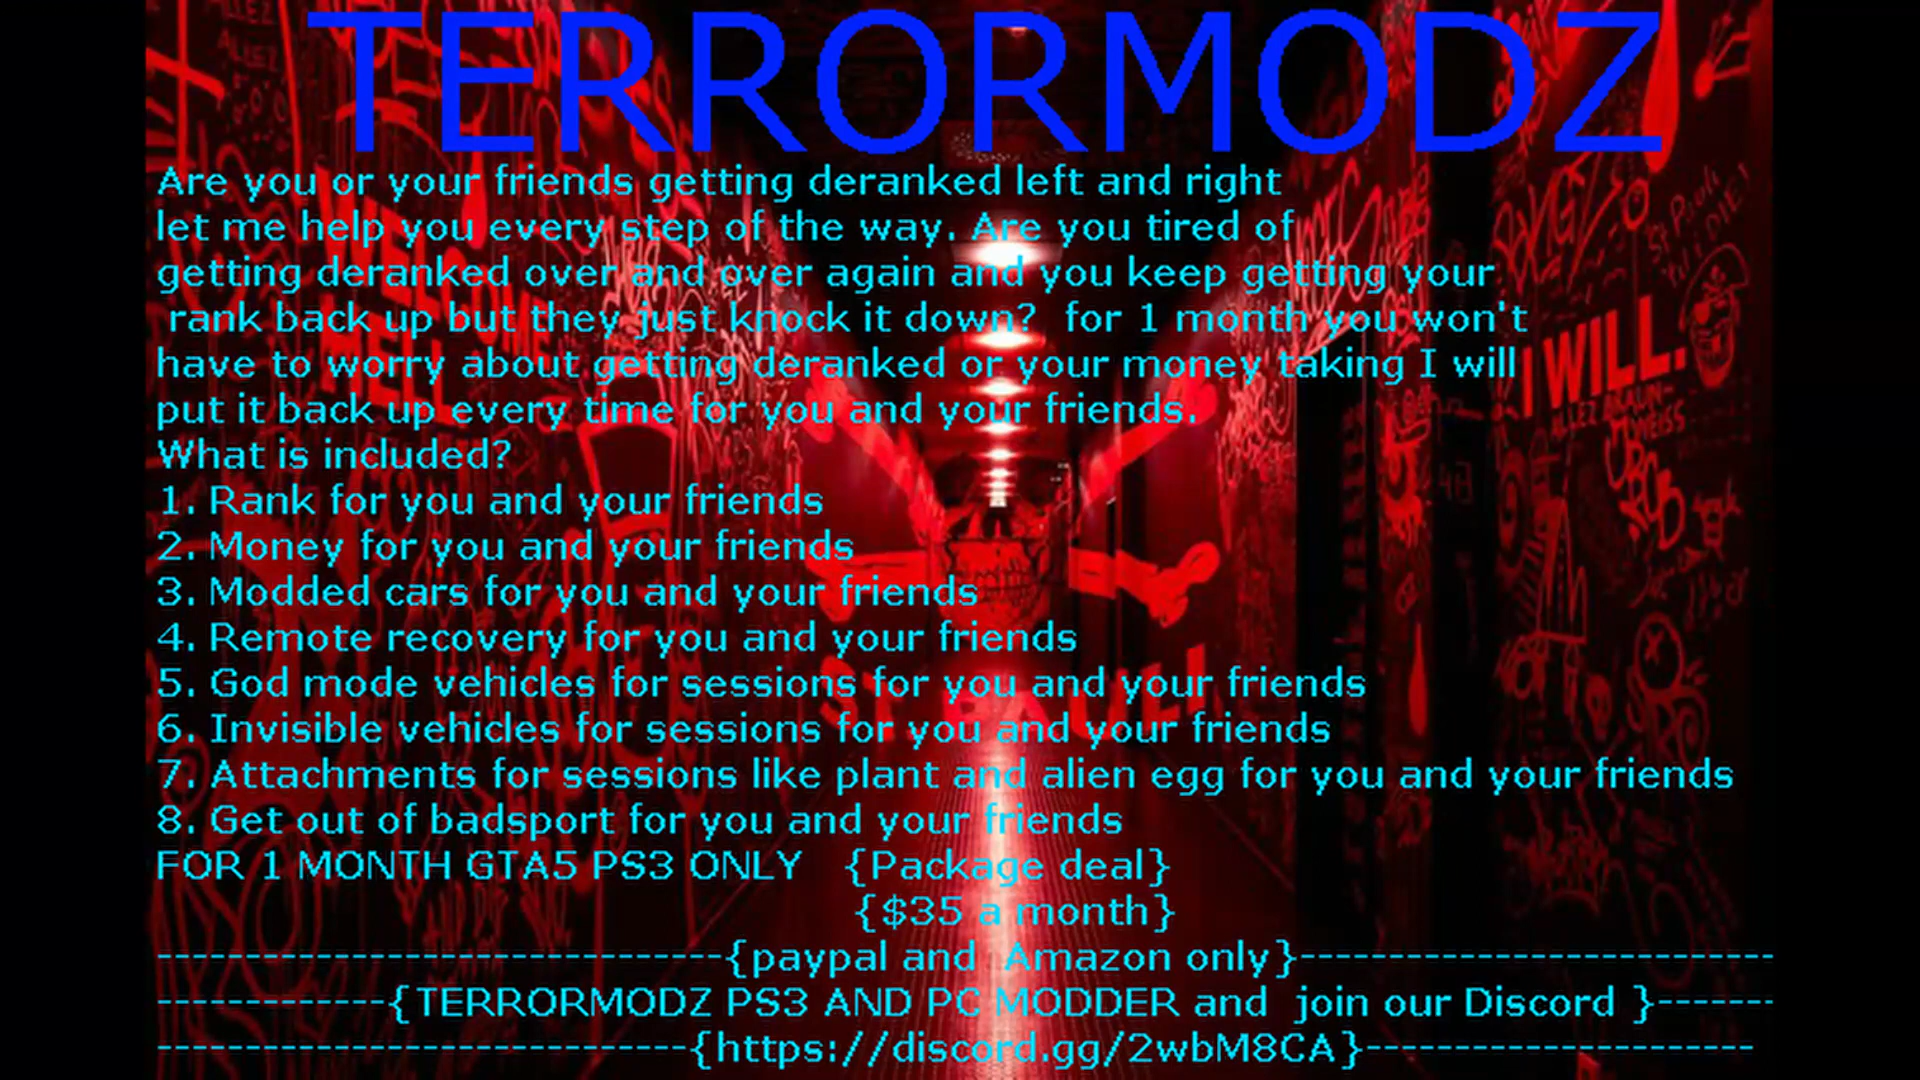 TERRORMODZ
Are you or your friends getting deranked left and right
let me help you every step of the way. Are you tired of
getting deranked over and over again and you keep getting your
rank back up but they just knock it down?  for 1 month you won't
have to worry about getting deranked or your money taking I will
put it back up every time for you and your friends.
What is included?
1. Rank for you and your friends
2. Money for you and your friends
3. Modded cars for you and your friends
4. Remote recovery for you and your friends
5. God mode vehicles for sessions for you and your friends
6. Invisible vehicles for sessions for you and your friends
7. Attachments for sessions like plant and alien egg for you and your friends
8. Get out of badsport for you and your friends
FOR 1 MONTH GTA5 PS3 ONLY   {Package deal}
{$35 a month}
------------------------------{paypal and  Amazon only}-------------------------
------------{TERRORMODZ PS3 AND PC MODDER and  join our Discord }------
----------------------------{https://discord.gg/2wbM8CA}---------------------
WELCOME
HELL
I WILL.
ALLEZ BRAUN-
WEISS
ST. PAULI